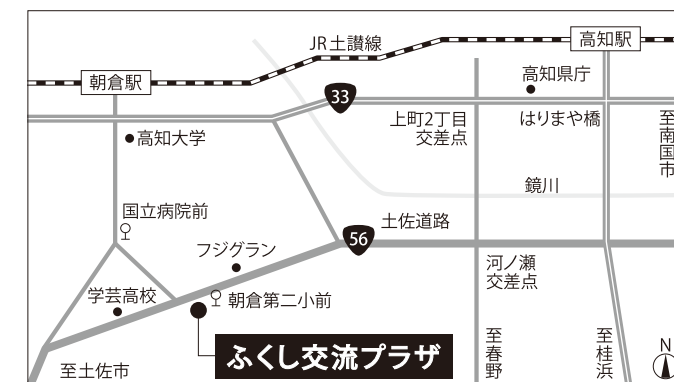 JR土讃線
高知駅
朝倉駅
高知県庁
33
上町2丁目
交差点
はりまや橋
至南国市
高知大学
鏡川
国立病院前
土佐道路
56
フジグラン
河ノ瀬
交差点
学芸高校
朝倉第二小前
ふくし交流プラザ
至土佐市
至春野
至桂浜
N